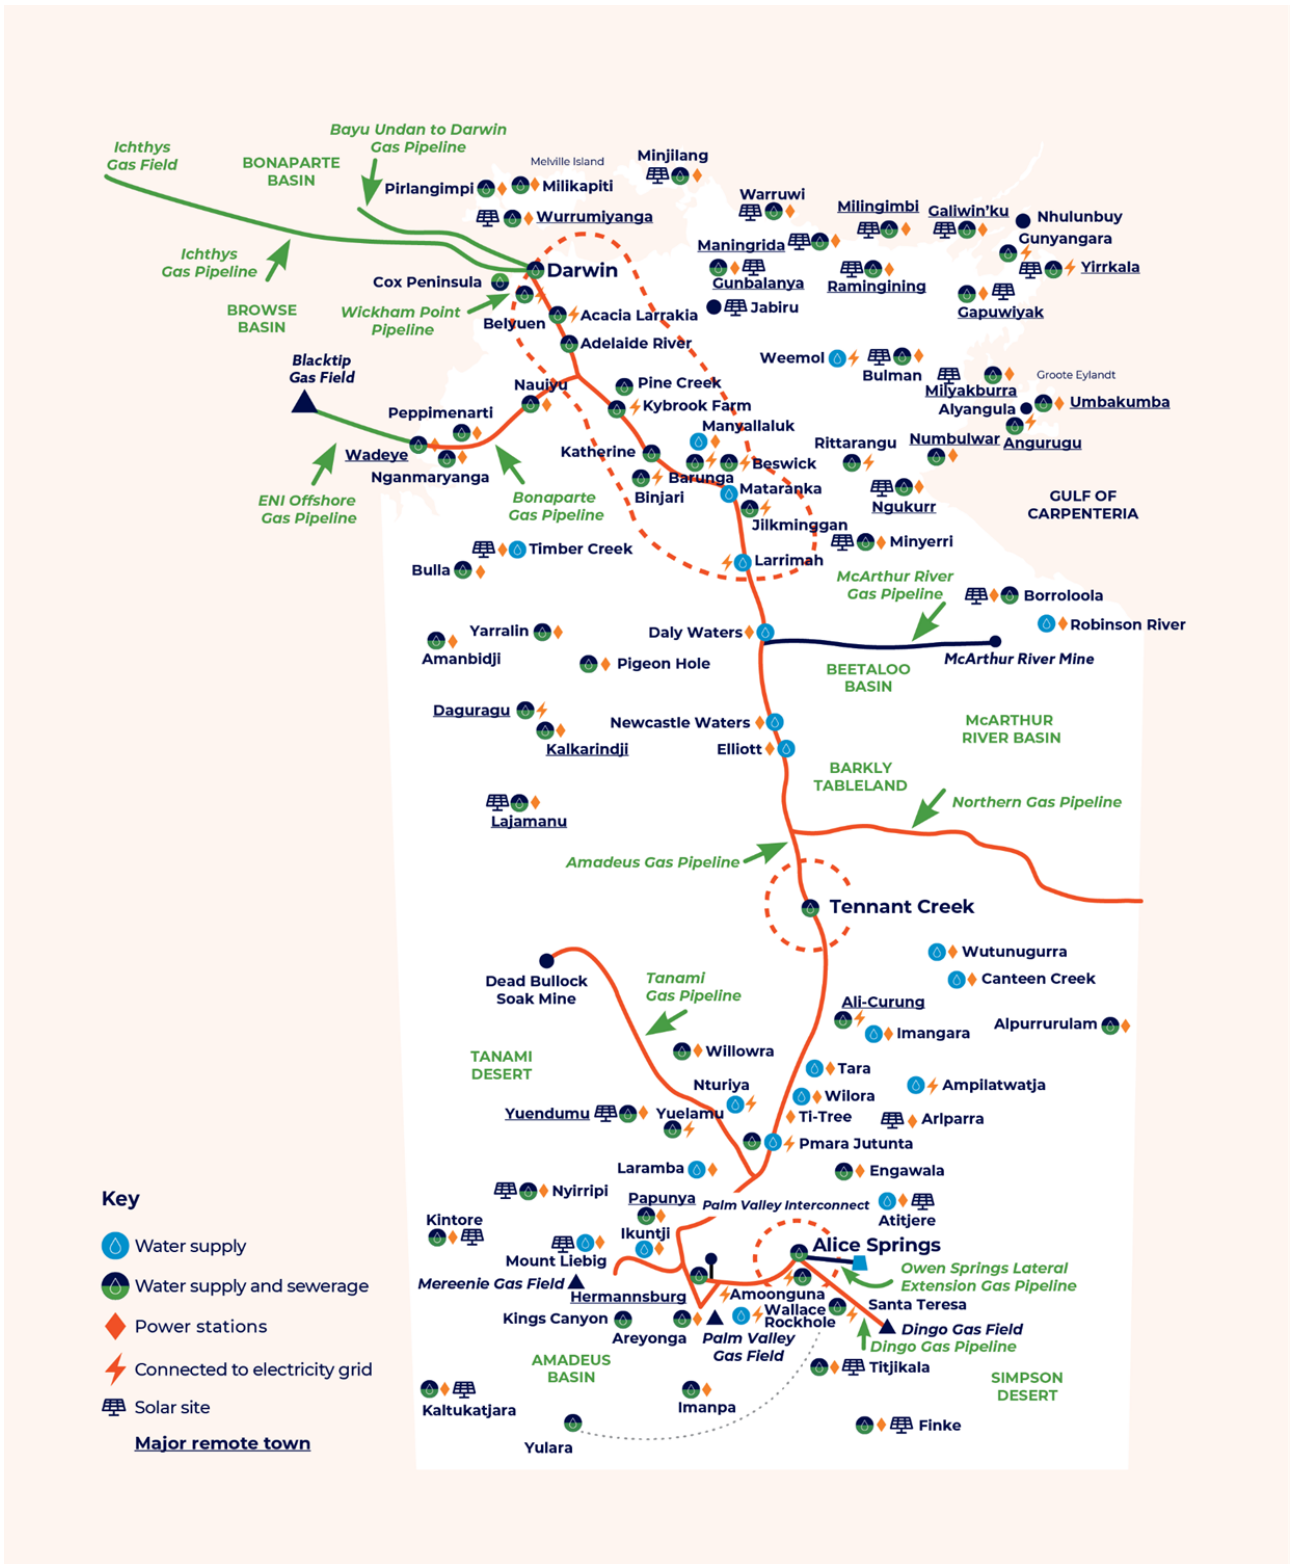 Ichthys
Gas Field
BONAPARTE
BASIN
Bayu Undan to Darwin
Gas Pipeline
Melville Island
Pirlangimpi
Milikapiti
Wurrumiyanga
Minjilang
Warruwi
Milingimbi
Galiwin'ku
Nhulunbuy
Gunyangara
Maningrida
Yirrkala
Gunbalanya
Ramingining
Gapuwiyak
Jabiru
Ichthys
Gas Pipeline
BROWSE
BASIN
Darwin
Cox Peninsula
Wickham Point
Pipeline
Belyuen
Acacia Larrakia
Adelaide River
Weemol
Bulman
Milyakburra
Groote Eylandt
Alyangula
Umbakumba
Angurugu
Numbulwar
Blacktip
Gas Field
Nauiyu
Pine Creek
Kybrook Farm
Peppimenarti
Wadeye
Nganmaryanga
Manyallaluk
Katherine
Barunga
Beswick
Binjari
Mataranka
Jilkminggan
Rittarangu
Ngukurr
GULF OF
CARPENTERIA
ENI Offshore
Gas Pipeline
Bonaparte
Gas Pipeline
Timber Creek
Bulla
Larrimah
Minyerri
McArthur River
Gas Pipeline
Borroloola
Robinson River
Yarralin
Amanbidji
Pigeon Hole
Daly Waters
McArthur River Mine
BEETALOO
BASIN
Daguragu
Kalkarindji
Newcastle Waters
Elliott
McARTHUR
RIVER BASIN
BARKLY
TABLELAND
Northern Gas Pipeline
Lajamanu
Amadeus Gas Pipeline
Tennant Creek
Dead Bullock
Soak Mine
Tanami
Gas Pipeline
Wutunugurra
Canteen Creek
Ali-Curung
Imangara
Alpurrurulam
TANAMI
DESERT
Willowra
Tara
Nturiya
Wilora
Ampilatwatja
Yuendumu
Yuelamu
Ti-Tree
Arlparra
Pmara Jutunta
Laramba
Engawala
Nyirripi
Papunya
Palm Valley Interconnect
Atitjere
Kintore
Ikuntji
Mount Liebig
Alice Springs
Mereenie Gas Field
Hermannsburg
Owen Springs Lateral
Extension Gas Pipeline
Amoonguna
Kings Canyon
Areyonga
Wallace
Rockhole
Santa Teresa
Palm Valley
Gas Field
Dingo Gas Field
Dingo Gas Pipeline
AMADEUS
BASIN
Titjikala
SIMPSON
DESERT
Kaltukatjara
Imanpa
Finke
Yulara
Key
Water supply
Water supply and sewerage
Power stations
Connected to electricity grid
Solar site
Major remote town